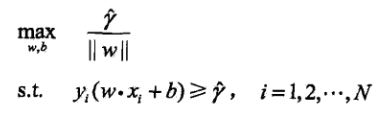 max w,b γ̂ / ‖w‖
s.t. yᵢ(w•xᵢ + b) ⩾ γ̂, i=1,2,⋯,N